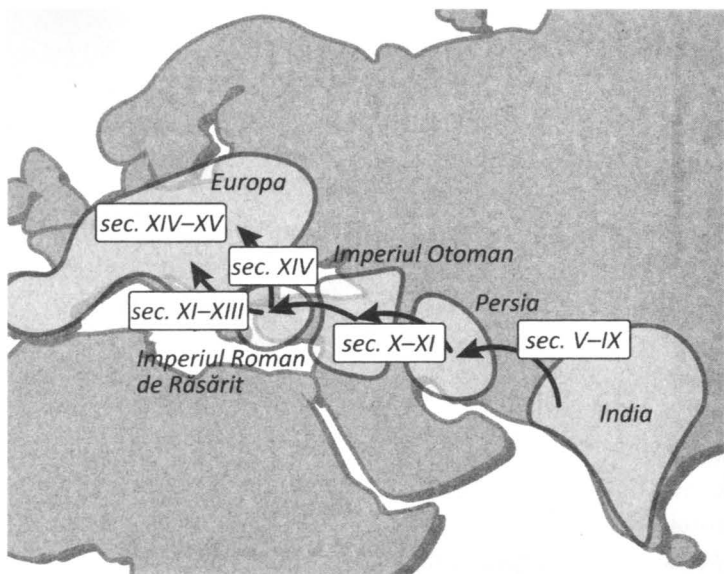 Europa
sec. XIV–XV
sec. XIV
Imperiul Otoman
sec. XI–XIII
Persia
sec. X–XI
sec. V–IX
Imperiul Roman
de Răsărit
India